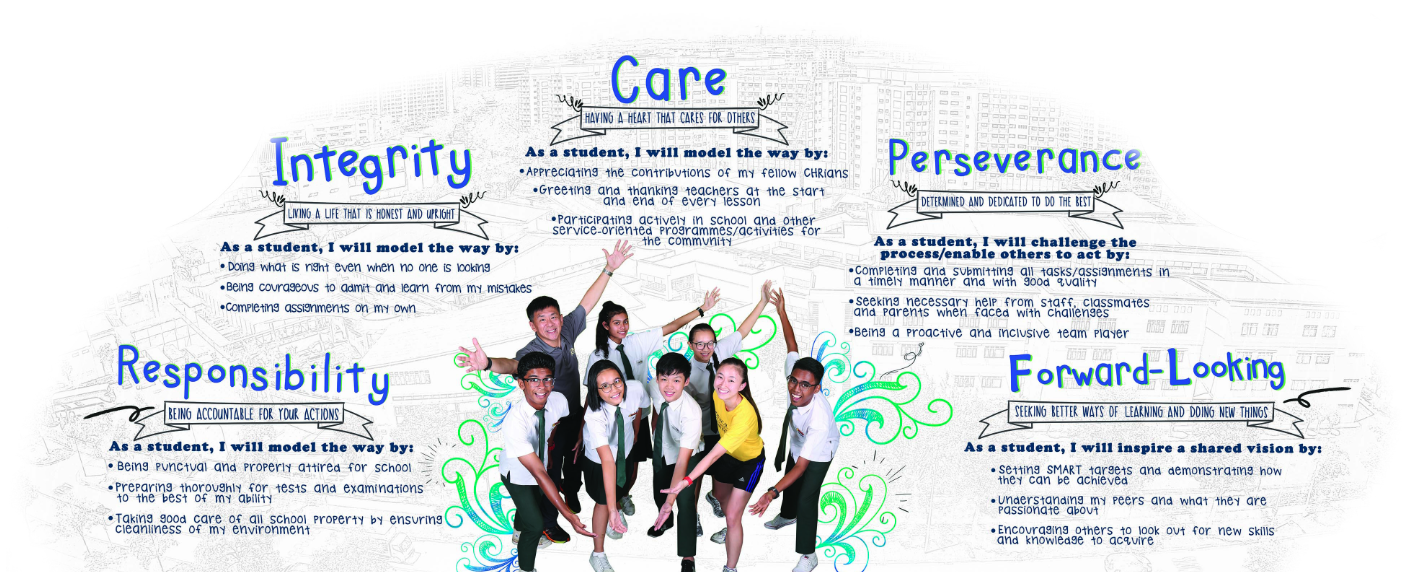 Care
HAVING A HEART THAT CARES FOR OTHERS
As a student, I will model the way by:
•Appreciating the contributions of my fellow CHRians
•Greeting and thanking teachers at the start
and end of every lesson
•Participating actively in school and other
service-oriented programmes/activities for
the community
Integrity
LIVING A LIFE THAT IS HONEST AND UPRIGHT
As a student, I will model the way by:
•Doing what is right even when no one is looking
•Being courageous to admit and learn from my mistakes
•Completing assignments on my own
Perseverance
DETERMINED AND DEDICATED TO DO THE BEST
As a student, I will challenge the
process/enable others to act by:
•Completing and submitting all tasks/assignments in
a timely manner and with good quality
•Seeking necessary help from staff, classmates
and parents when faced with challenges
•Being a proactive and inclusive team player
Responsibility
BEING ACCOUNTABLE FOR YOUR ACTIONS
As a student, I will model the way by:
•Being punctual and properly attired for school
•Preparing thoroughly for tests and examinations
to the best of my ability
•Taking good care of all school property by ensuring
cleanliness of my environment
Forward-Looking
SEEKING BETTER WAYS OF LEARNING AND DOING NEW THINGS
As a student, I will inspire a shared vision by:
•Setting SMART targets and demonstrating how
they can be achieved
•Understanding my peers and what they are
passionate about
•Encouraging others to look out for new skills
and knowledge to acquire